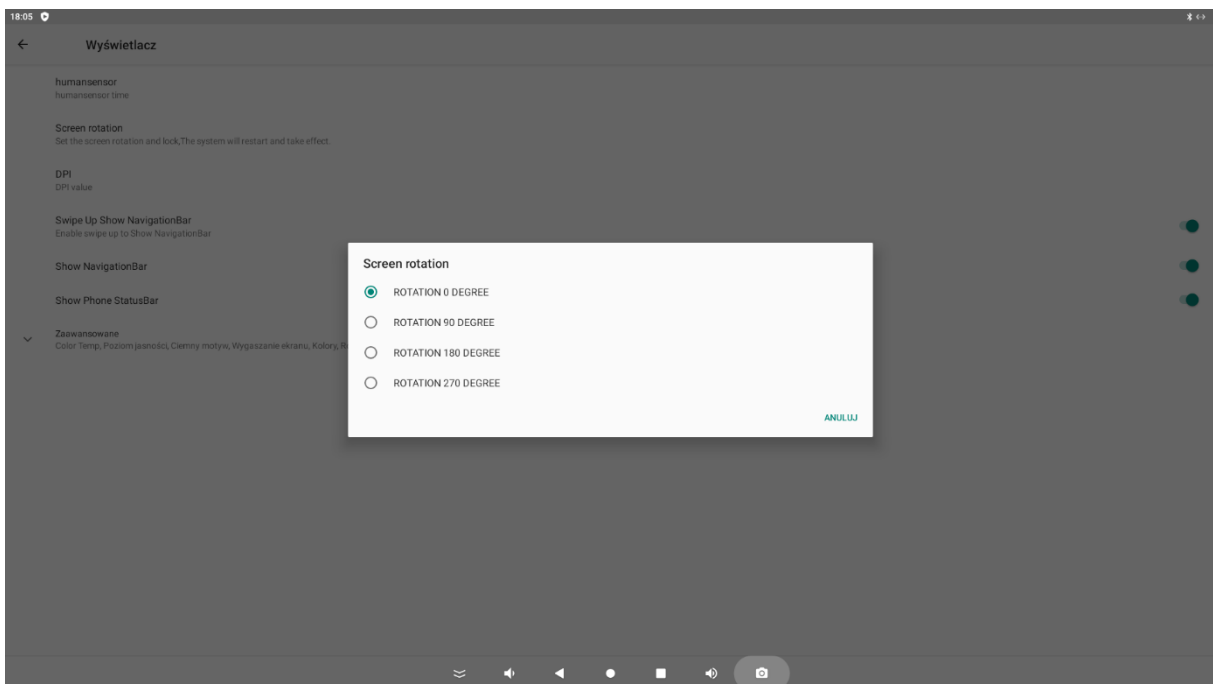 18:05
Wyświetlacz
humansensor
humansensor time
Screen rotation
Set the screen rotation and lock,The system will restart and take effect.
DPI
DPI value
Swipe Up Show NavigationBar
Enable swipe up to Show NavigationBar
Show NavigationBar
Show Phone StatusBar
Zaawansowane
Color Temp, Poziom jasności, Ciemny motyw, Wygaszanie ekranu, Kolory,
Screen rotation
ROTATION 0 DEGREE
ROTATION 90 DEGREE
ROTATION 180 DEGREE
ROTATION 270 DEGREE
ANULUJ